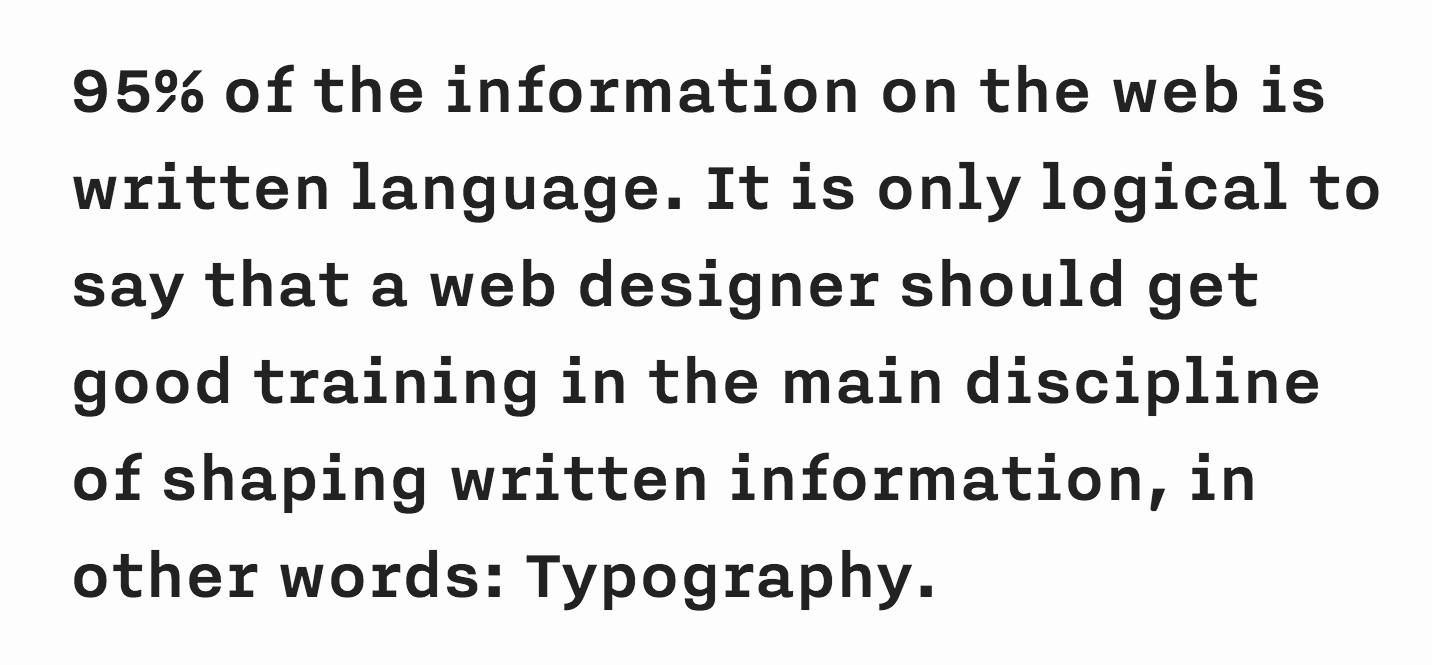 95% of the information on the web is
written language. It is only logical to
say that a web designer should get
good training in the main discipline
of shaping written information, in
other words: Typography.